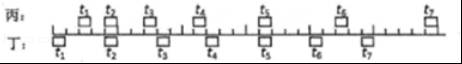 丙: t₁ t₂ t₃ t₄ t₅ t₆ t₇
丁: t₁ t₂ t₃ t₄ t₅ t₆ t₇